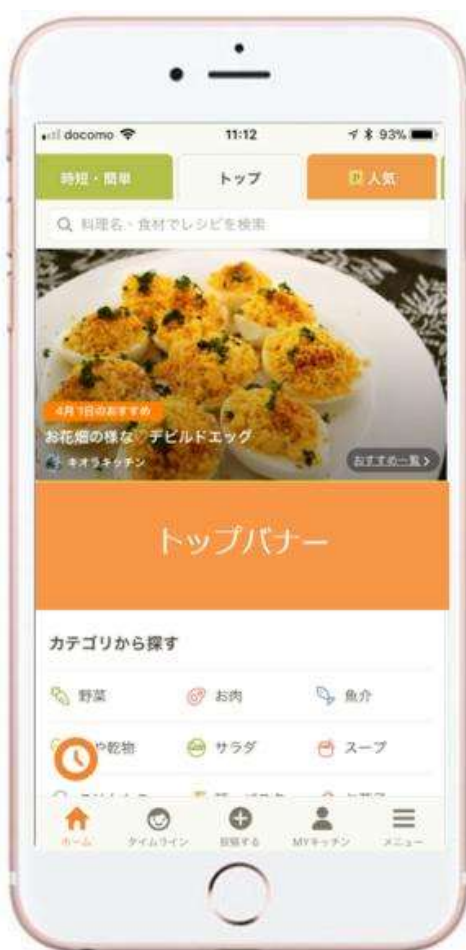 docomo 11:12 93%
時短・簡単 トップ P 人気
料理名・食材でレシピを検索
4月1日のおすすめ
お花畑の様な♡デビルドエッグ
キオラキッチン おすすめ一覧 >
トップバナー
カテゴリから探す
野菜 お肉 魚介
や乾物 サラダ スープ
ホーム タイムライン 投稿する MYキッチン メニュー